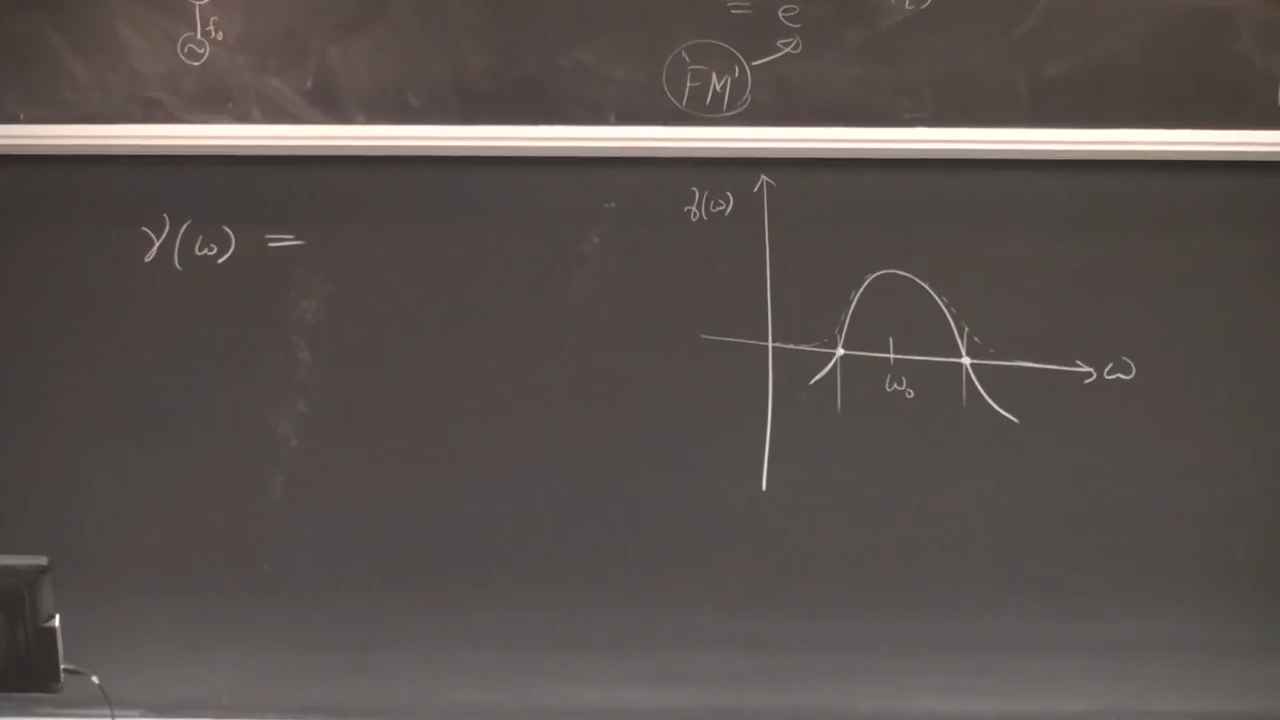 f₀
= e
'FM'
γ(ω) =
γ(ω)
ω₀
ω